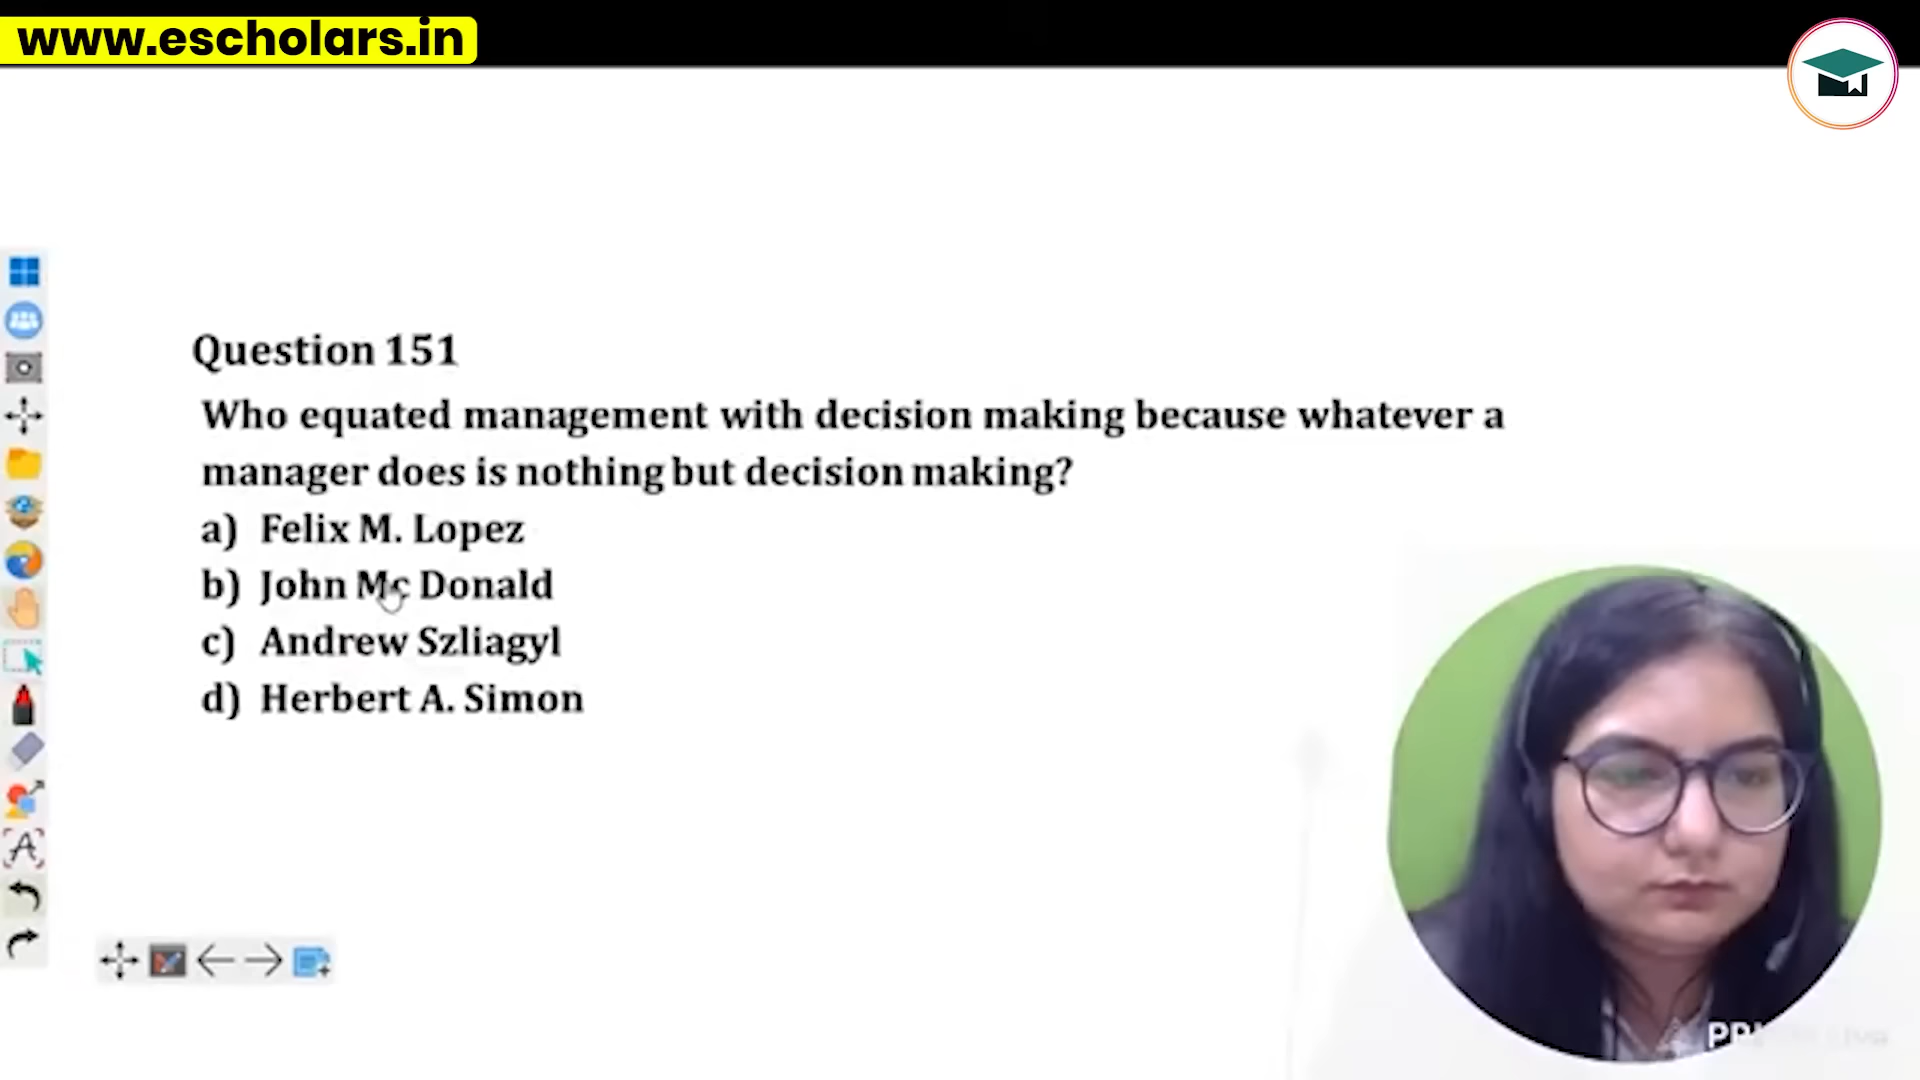 www.escholars.in
Question 151
Who equated management with decision making because whatever a
manager does is nothing but decision making?
a) Felix M. Lopez
b) John Mc Donald
c) Andrew Szliagyl
d) Herbert A. Simon